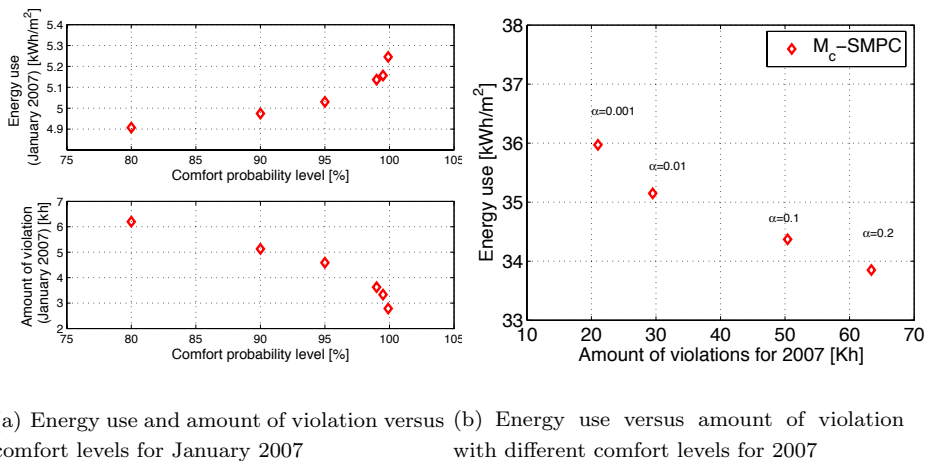 5.4
5.3
5.2
5.1
5
4.9
Energy use
(January 2007) [kWh/m²]
75 80 85 90 95 100 105
Comfort probability level [%]
7
6
5
4
3
2
Amount of violation
(January 2007) [kh]
75 80 85 90 95 100 105
Comfort probability level [%]
(a) Energy use and amount of violation versus
comfort levels for January 2007
38
37
36
35
34
33
Energy use [kWh/m²]
M_c-SMPC
α=0.001
α=0.01
α=0.1
α=0.2
10 20 30 40 50 60 70
Amount of violations for 2007 [Kh]
(b) Energy use versus amount of violation
with different comfort levels for 2007